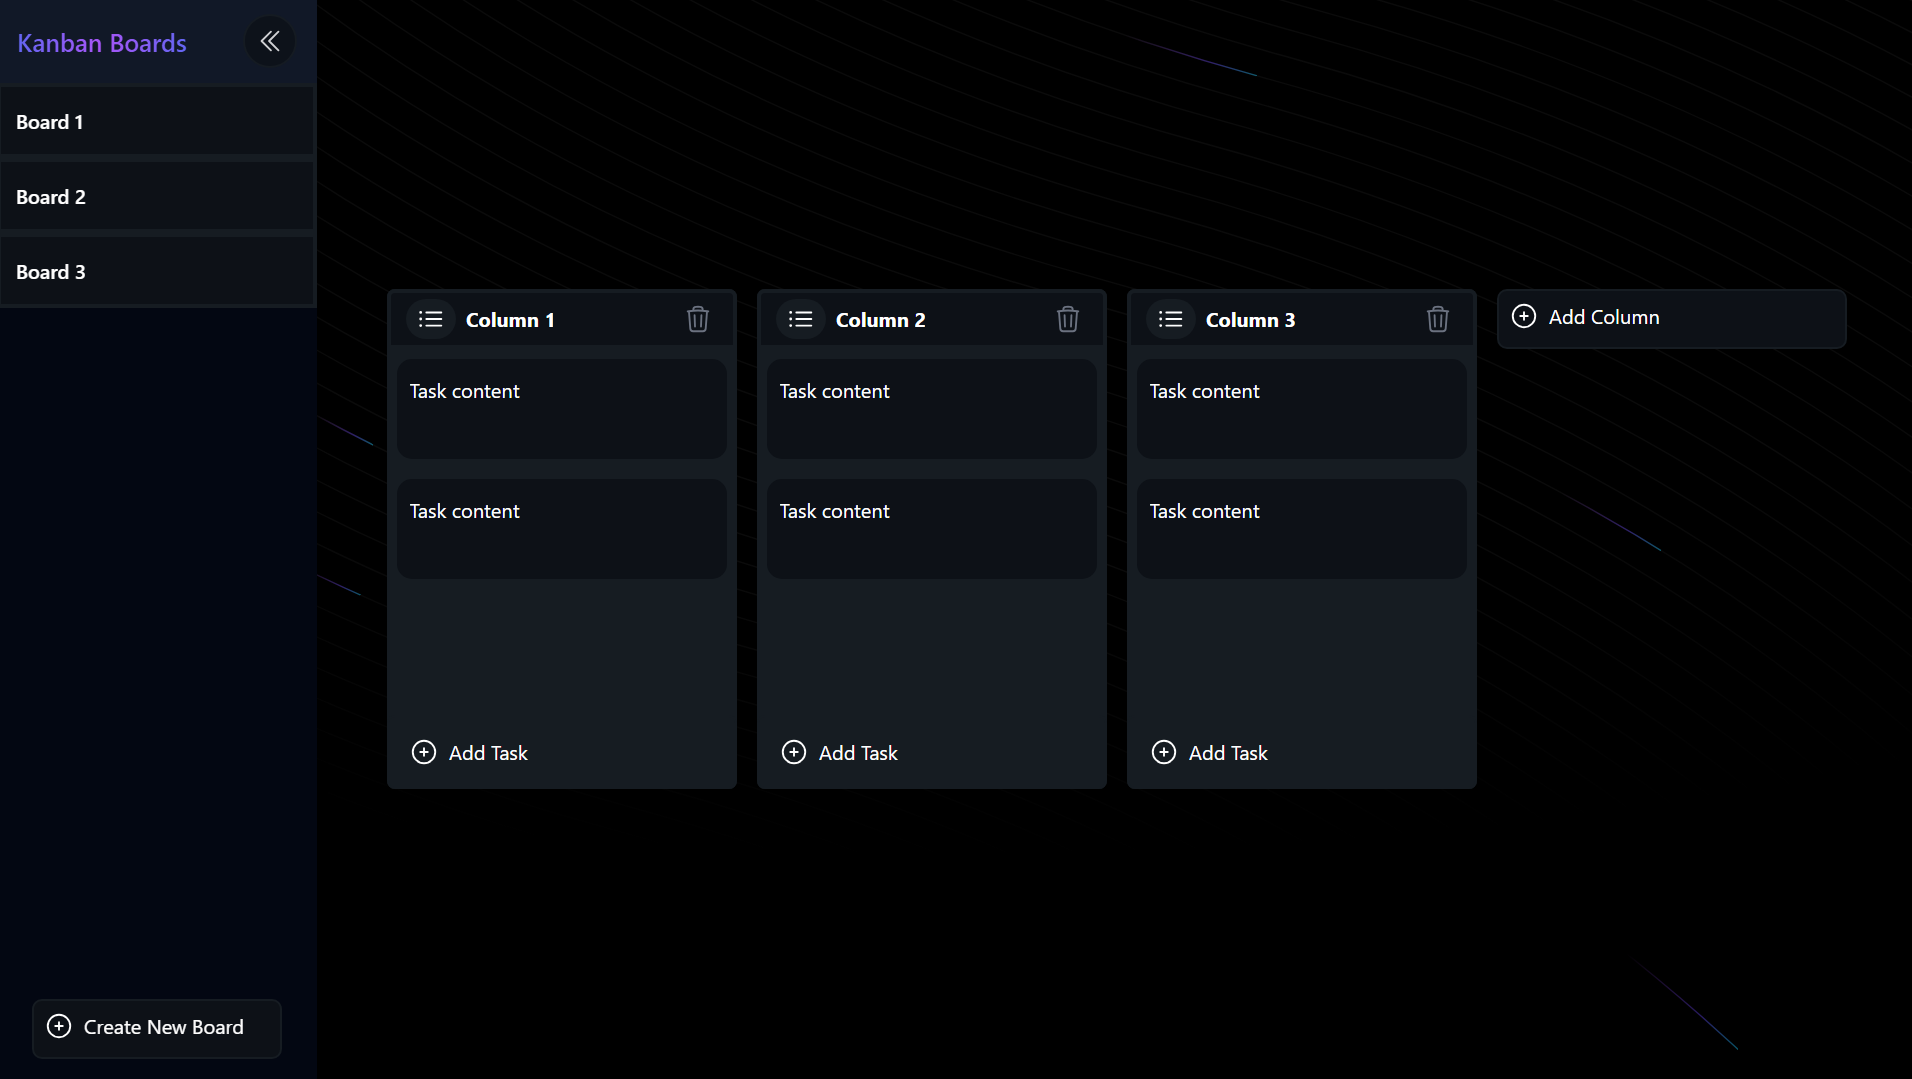 Kanban Boards
Board 1
Board 2
Board 3
Create New Board
Column 1
Task content
Task content
Add Task
Column 2
Task content
Task content
Add Task
Column 3
Task content
Task content
Add Task
Add Column